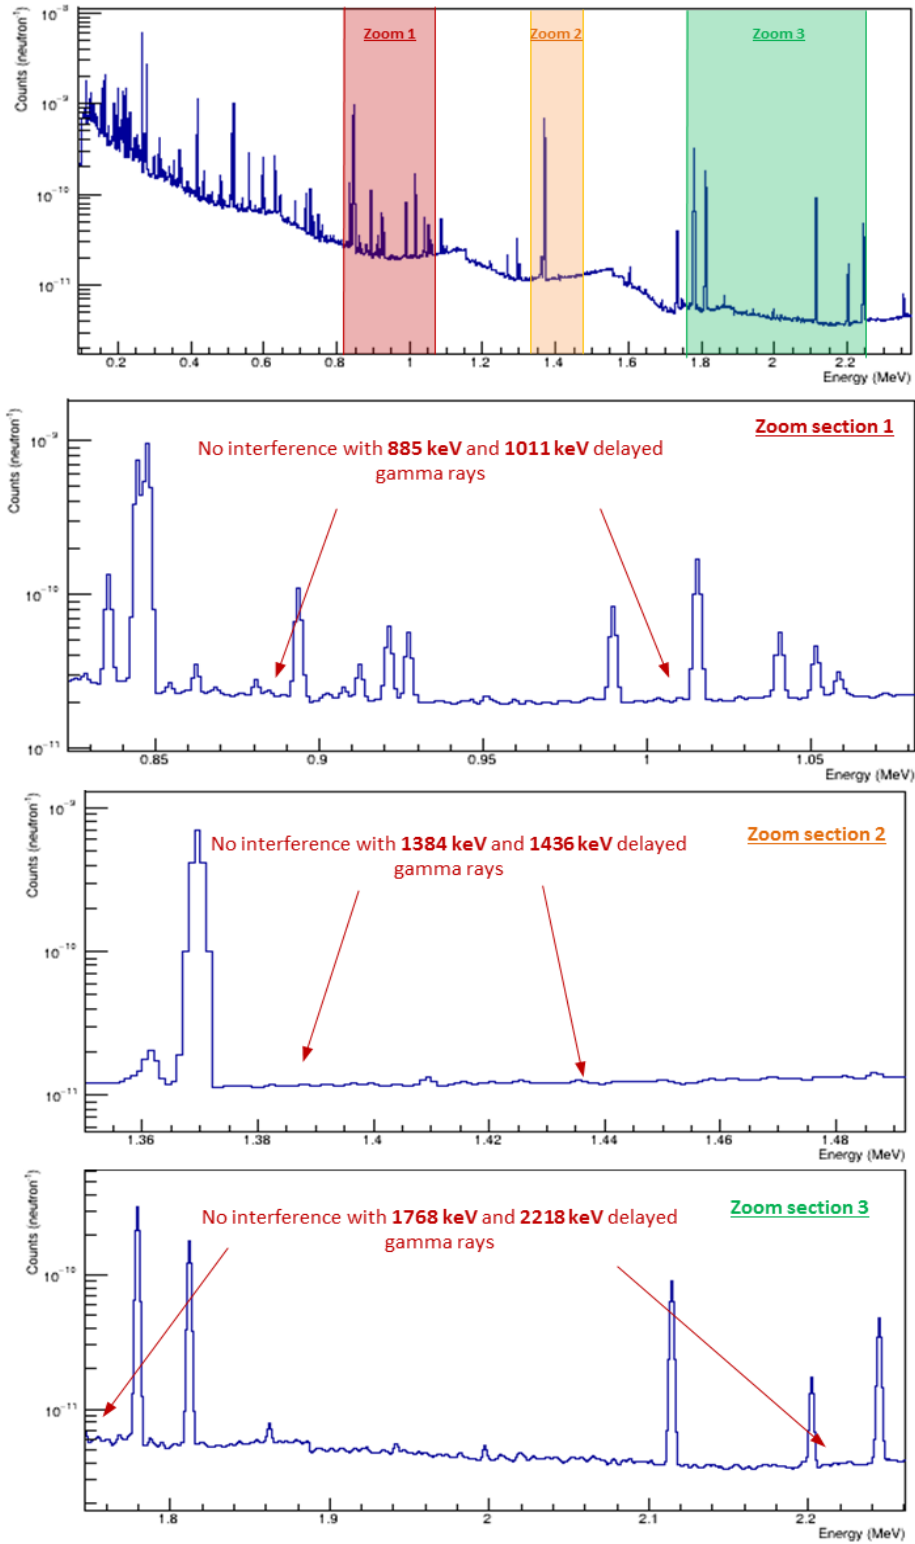 10⁻⁸
Counts (neutron⁻¹)
Zoom 1
Zoom 2
Zoom 3
10⁻⁹
10⁻¹⁰
10⁻¹¹
0.2 0.4 0.6 0.8 1 1.2 1.4 1.6 1.8 2 2.2
Energy (MeV)
Counts (neutron⁻¹)
Zoom section 1
10⁻⁹
No interference with 885 keV and 1011 keV delayed
gamma rays
10⁻¹⁰
10⁻¹¹
0.85 0.9 0.95 1 1.05
Energy (MeV)
Counts (neutron⁻¹)
10⁻⁹
Zoom section 2
No interference with 1384 keV and 1436 keV delayed
gamma rays
10⁻¹⁰
10⁻¹¹
1.36 1.38 1.4 1.42 1.44 1.46 1.48
Energy (MeV)
Counts (neutron⁻¹)
Zoom section 3
No interference with 1768 keV and 2218 keV delayed
gamma rays
10⁻¹⁰
10⁻¹¹
1.8 1.9 2 2.1 2.2
Energy (MeV)